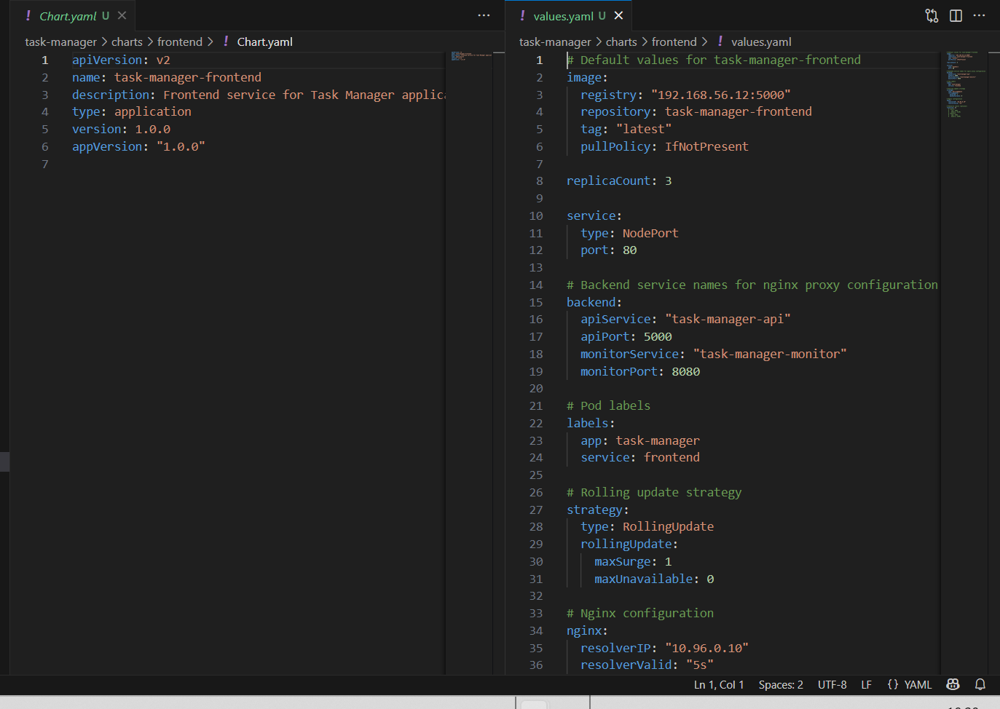 Chart.yaml U
task-manager > charts > frontend > ! Chart.yaml
1 apiVersion: v2
2 name: task-manager-frontend
3 description: Frontend service for Task Manager applic
4 type: application
5 version: 1.0.0
6 appVersion: "1.0.0"
7
values.yaml U
task-manager > charts > frontend > ! values.yaml
1 # Default values for task-manager-frontend
2 image:
3   registry: "192.168.56.12:5000"
4   repository: task-manager-frontend
5   tag: "latest"
6   pullPolicy: IfNotPresent
7
8 replicaCount: 3
9
10 service:
11   type: NodePort
12   port: 80
13
14 # Backend service names for nginx proxy configuration
15 backend:
16   apiService: "task-manager-api"
17   apiPort: 5000
18   monitorService: "task-manager-monitor"
19   monitorPort: 8080
20
21 # Pod labels
22 labels:
23   app: task-manager
24   service: frontend
25
26 # Rolling update strategy
27 strategy:
28   type: RollingUpdate
29   rollingUpdate:
30     maxSurge: 1
31     maxUnavailable: 0
32
33 # Nginx configuration
34 nginx:
35   resolverIP: "10.96.0.10"
36   resolverValid: "5s"
Ln 1, Col 1 Spaces: 2 UTF-8 LF {} YAML